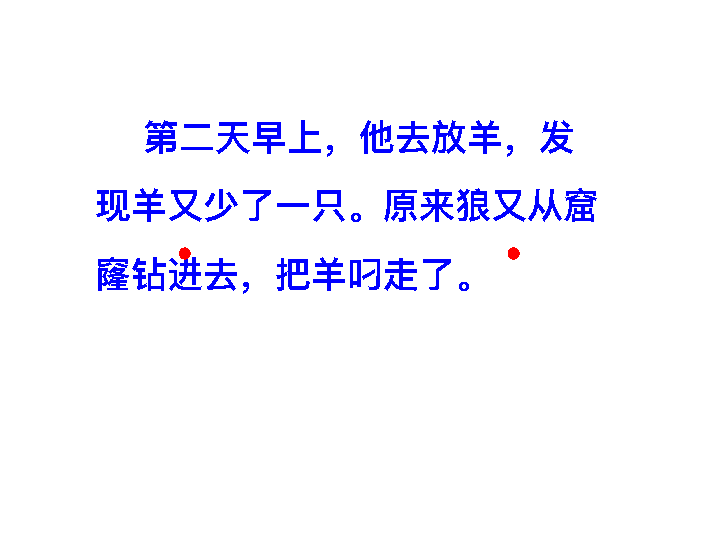 第二天早上，他去放羊，发
现羊又少了一只。原来狼又从窟
窿钻进去，把羊叼走了。